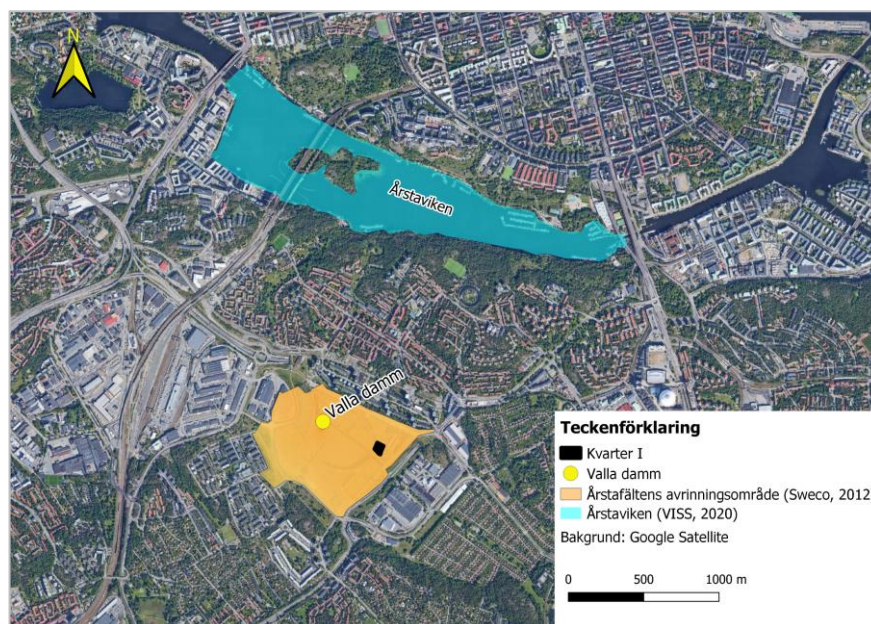 N
Årstaviken
Valla damm
Teckenförklaring
Kvarter I
Valla damm
Årstafältens avrinningsområde (Sweco, 2012
Årstaviken (VISS, 2020)
Bakgrund: Google Satellite
0 500 1000 m